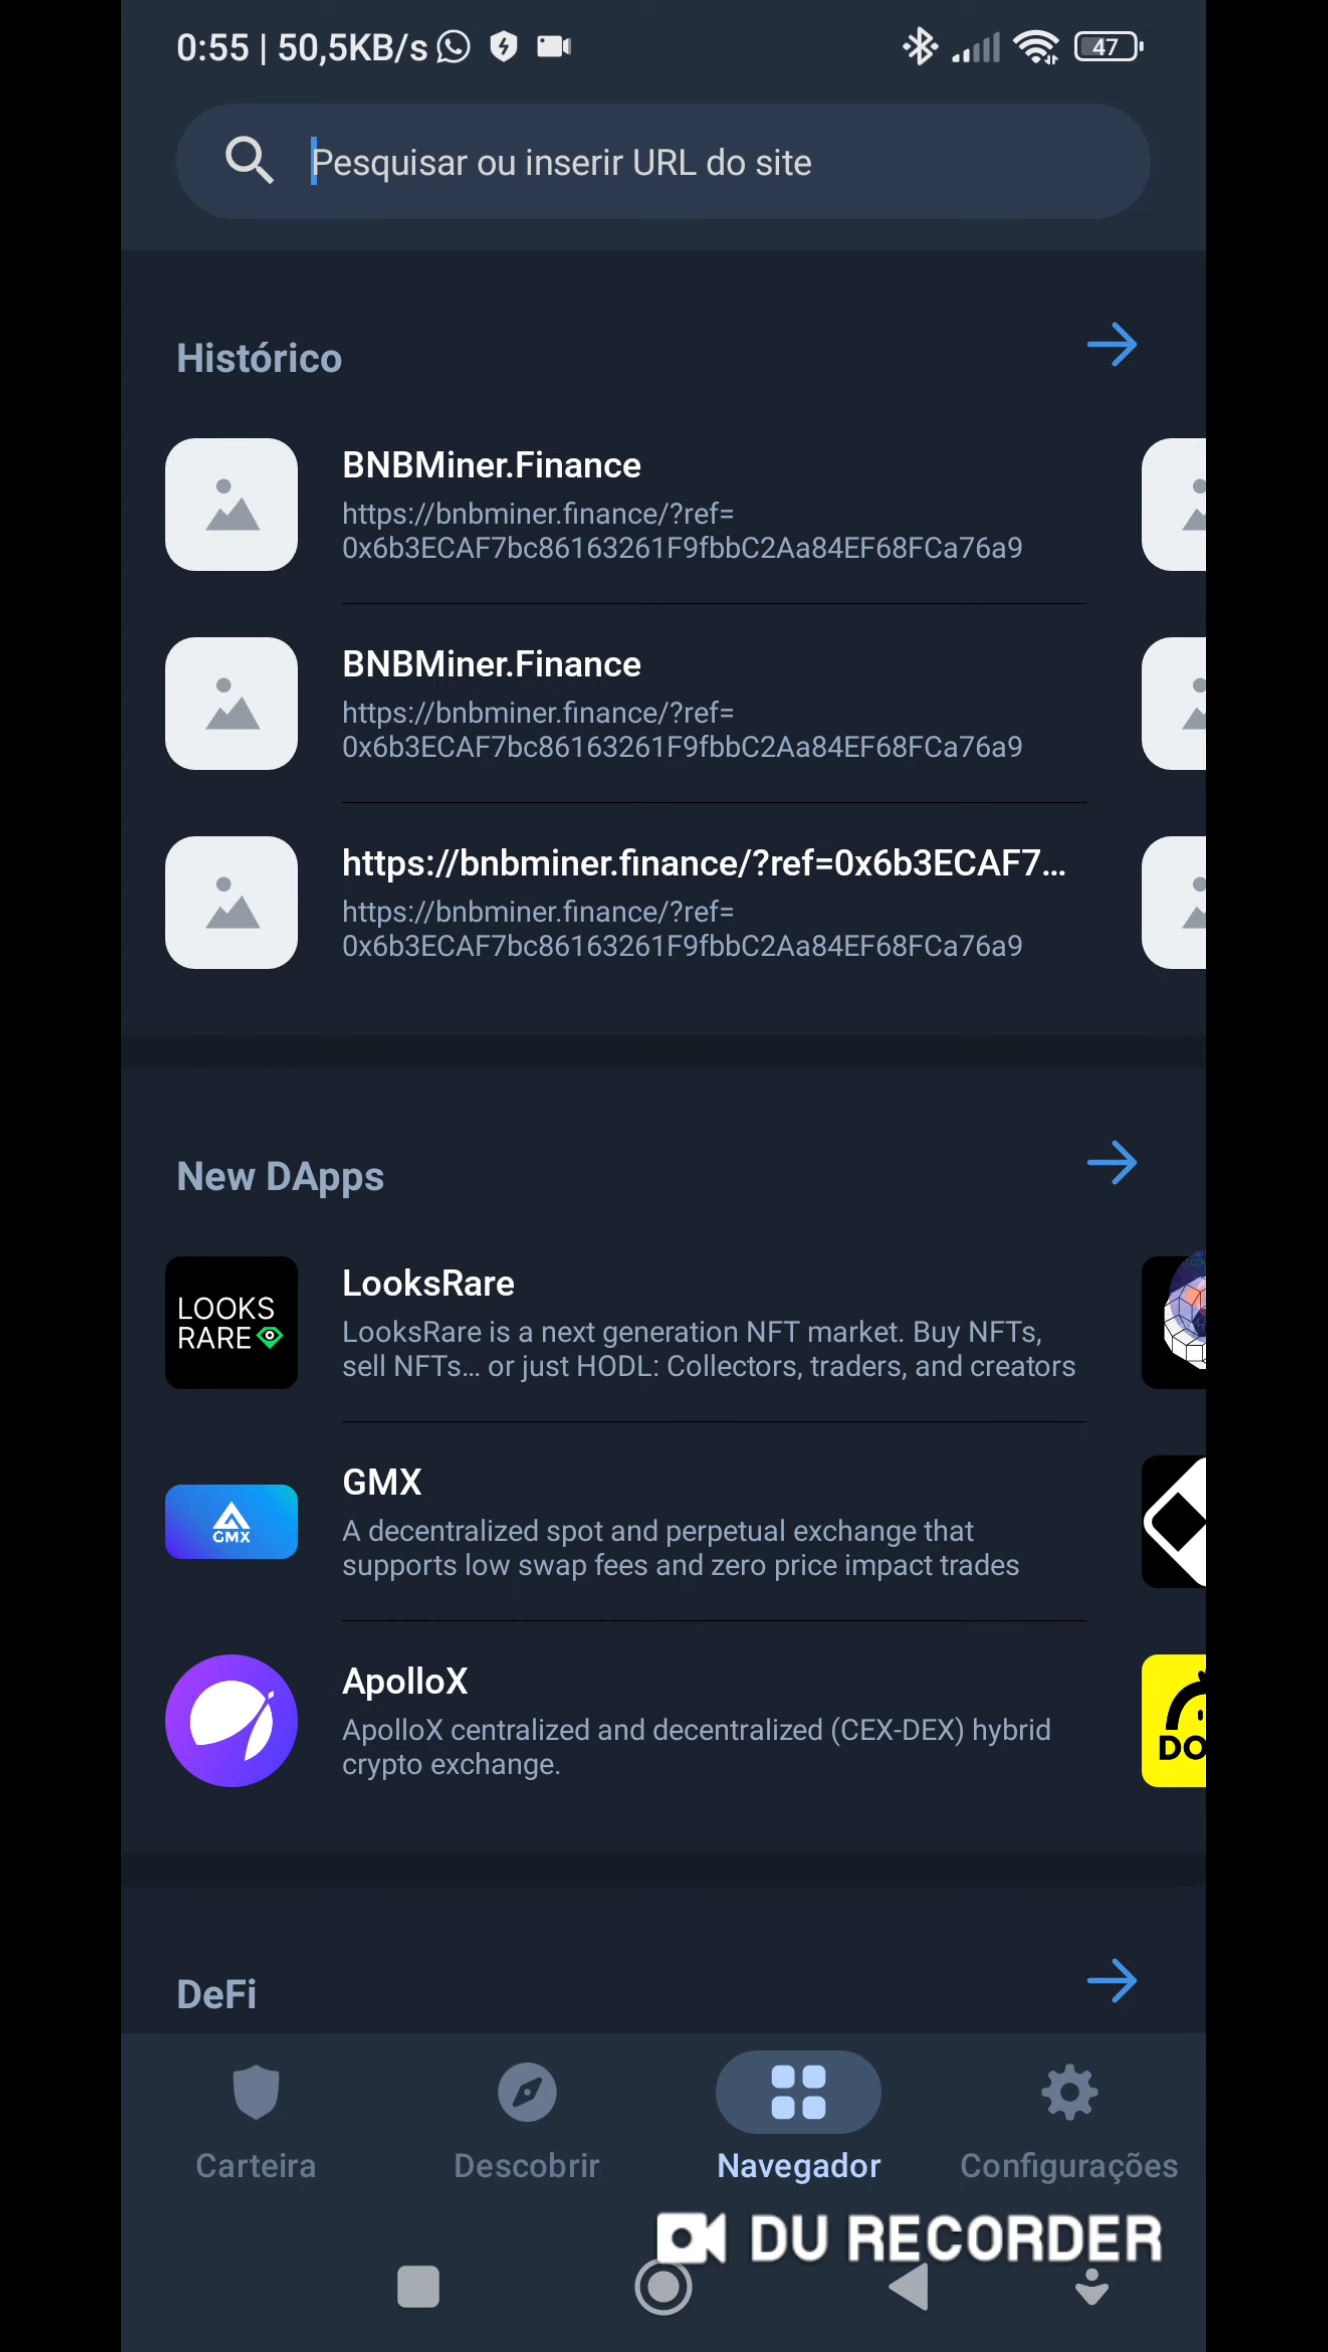 0:55 | 50,5KB/s
47
Pesquisar ou inserir URL do site
Histórico
BNBMiner.Finance
https://bnbminer.finance/?ref=
0x6b3ECAF7bc86163261F9fbbC2Aa84EF68FCa76a9
BNBMiner.Finance
https://bnbminer.finance/?ref=
0x6b3ECAF7bc86163261F9fbbC2Aa84EF68FCa76a9
https://bnbminer.finance/?ref=0x6b3ECAF7...
https://bnbminer.finance/?ref=
0x6b3ECAF7bc86163261F9fbbC2Aa84EF68FCa76a9
New DApps
LOOKS
RARE
LooksRare
LooksRare is a next generation NFT market. Buy NFTs,
sell NFTs... or just HODL: Collectors, traders, and creators
GMX
GMX
A decentralized spot and perpetual exchange that
supports low swap fees and zero price impact trades
ApolloX
ApolloX centralized and decentralized (CEX-DEX) hybrid
crypto exchange.
DO
DeFi
Carteira
Descobrir
Navegador
Configurações
DU RECORDER